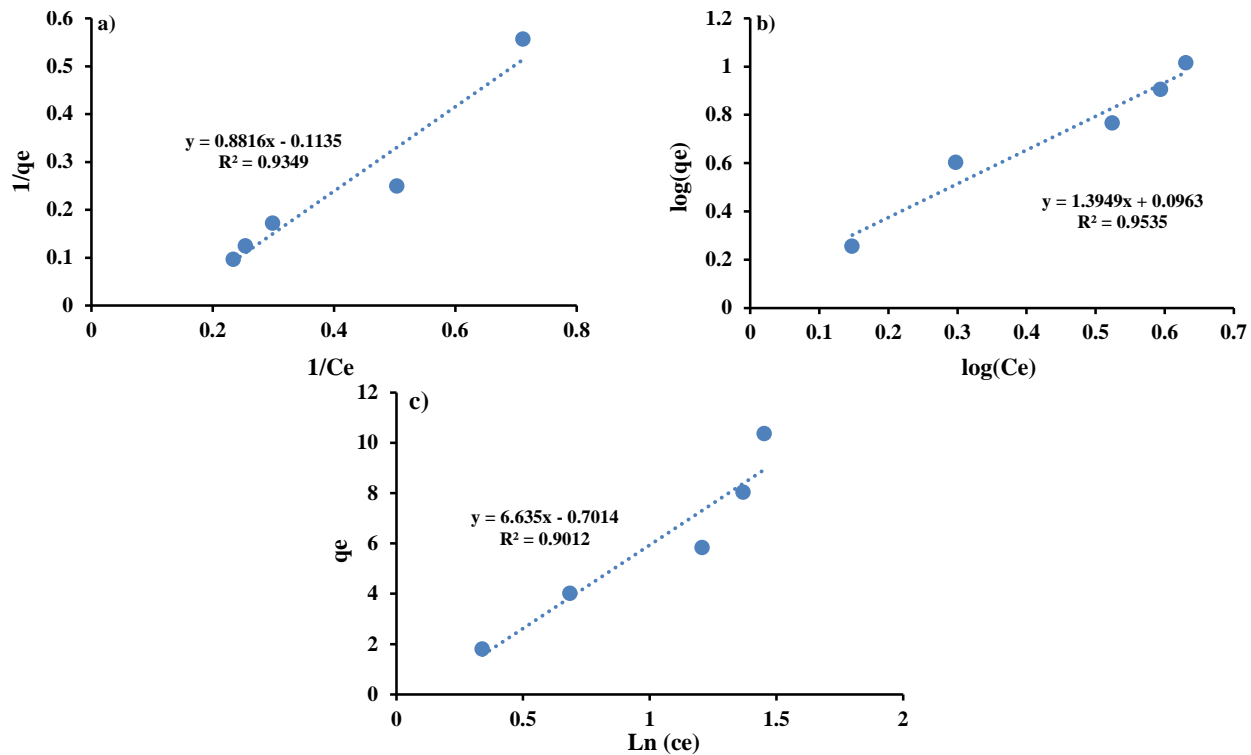 a)
0.6
0.5
0.4
0.3
0.2
0.1
0
1/qe
y = 0.8816x - 0.1135
R² = 0.9349
0 0.2 0.4 0.6 0.8
1/Ce
b)
1.2
1
0.8
0.6
0.4
0.2
0
log(qe)
y = 1.3949x + 0.0963
R² = 0.9535
0 0.1 0.2 0.3 0.4 0.5 0.6 0.7
log(Ce)
c)
12
10
8
6
4
2
0
qe
y = 6.635x - 0.7014
R² = 0.9012
0 0.5 1 1.5 2
Ln (ce)